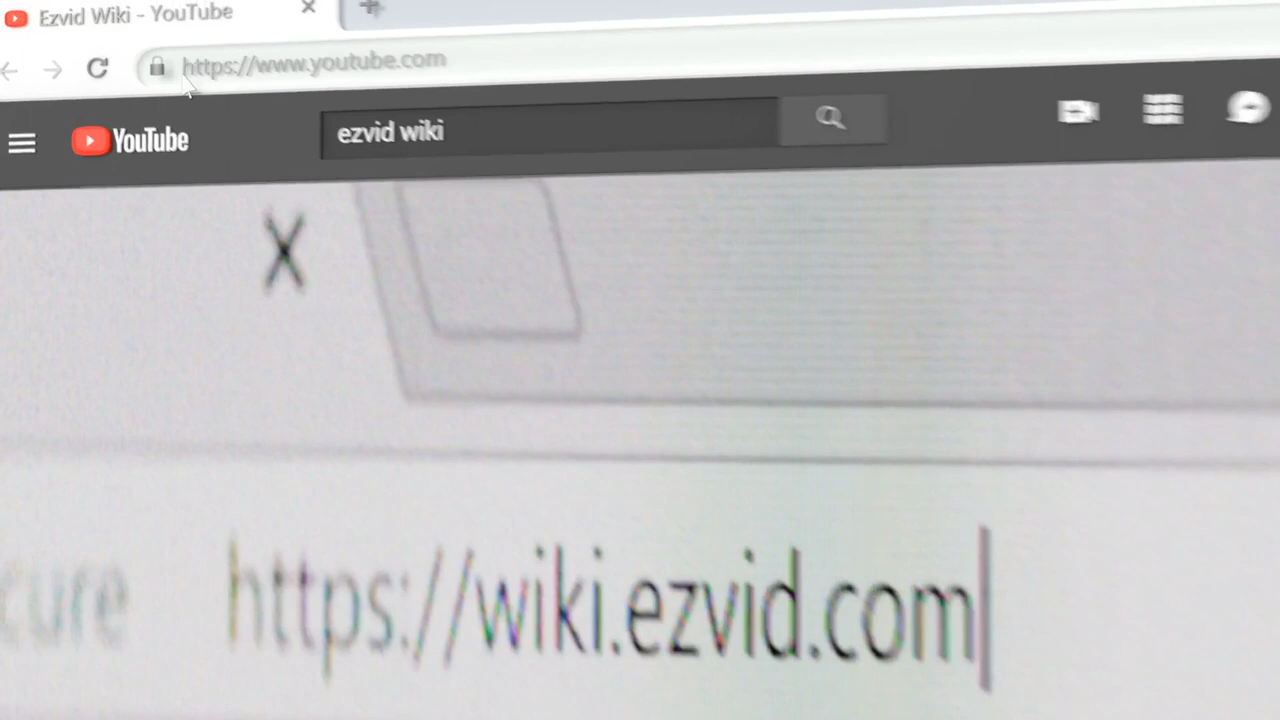 Ezvid Wiki - YouTube
https://www.youtube.com
YouTube
ezvid wiki
X
cure
https://wiki.ezvid.com